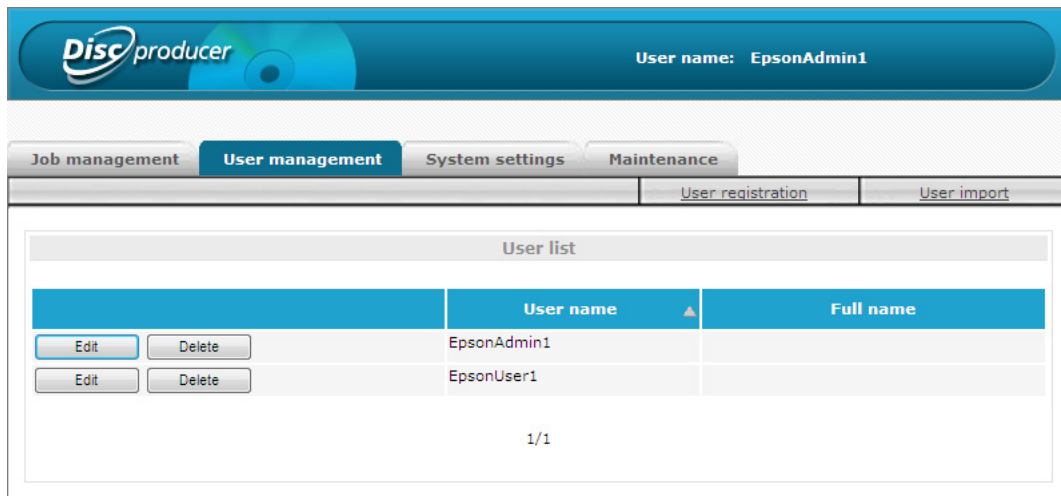 Disc producer
User name: EpsonAdmin1
Job management User management System settings Maintenance
User registration User import
User list
User name Full name
Edit Delete EpsonAdmin1
Edit Delete EpsonUser1
1/1